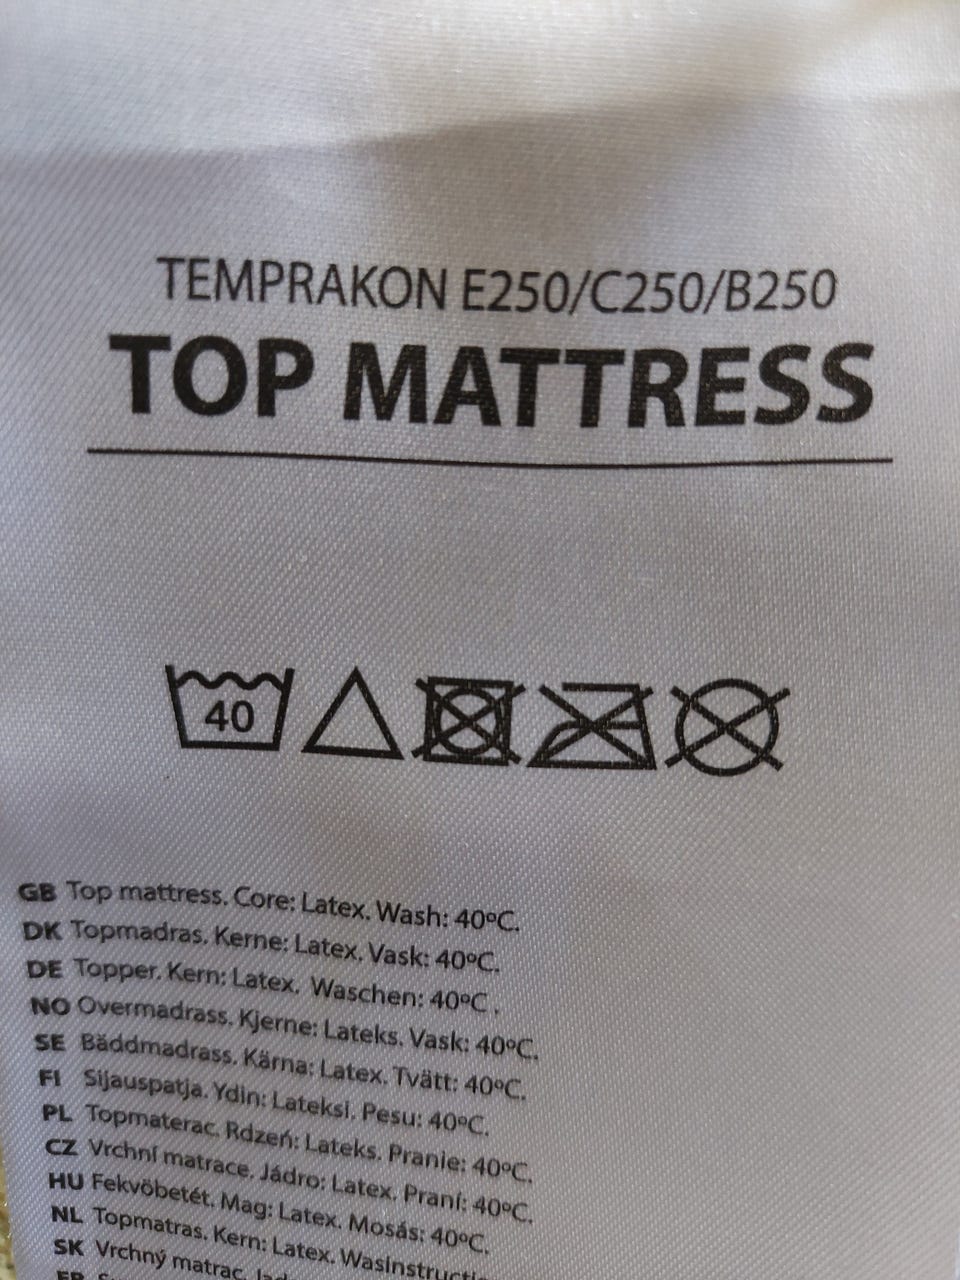 TEMPRAKON E250/C250/B250
TOP MATTRESS
40
GB Top mattress. Core: Latex. Wash: 40ºC.
DK Topmadras. Kerne: Latex. Vask: 40ºC.
DE Topper. Kern: Latex. Waschen: 40ºC.
NO Overmadrass. Kjerne: Lateks. Vask: 40ºC.
SE Bäddmadrass. Kärna: Latex. Tvätt: 40ºC.
FI Sijauspatja. Ydin: Lateksi. Pesu: 40ºC.
PL Topmaterac. Rdzeń: Lateks. Pranie: 40ºC.
CZ Vrchní matrace. Jádro: Latex. Praní: 40ºC.
HU Fekvöbetét. Mag: Latex. Mosás: 40ºC.
NL Topmatras. Kern: Latex. Wasinstructi
SK Vrchný matrac.